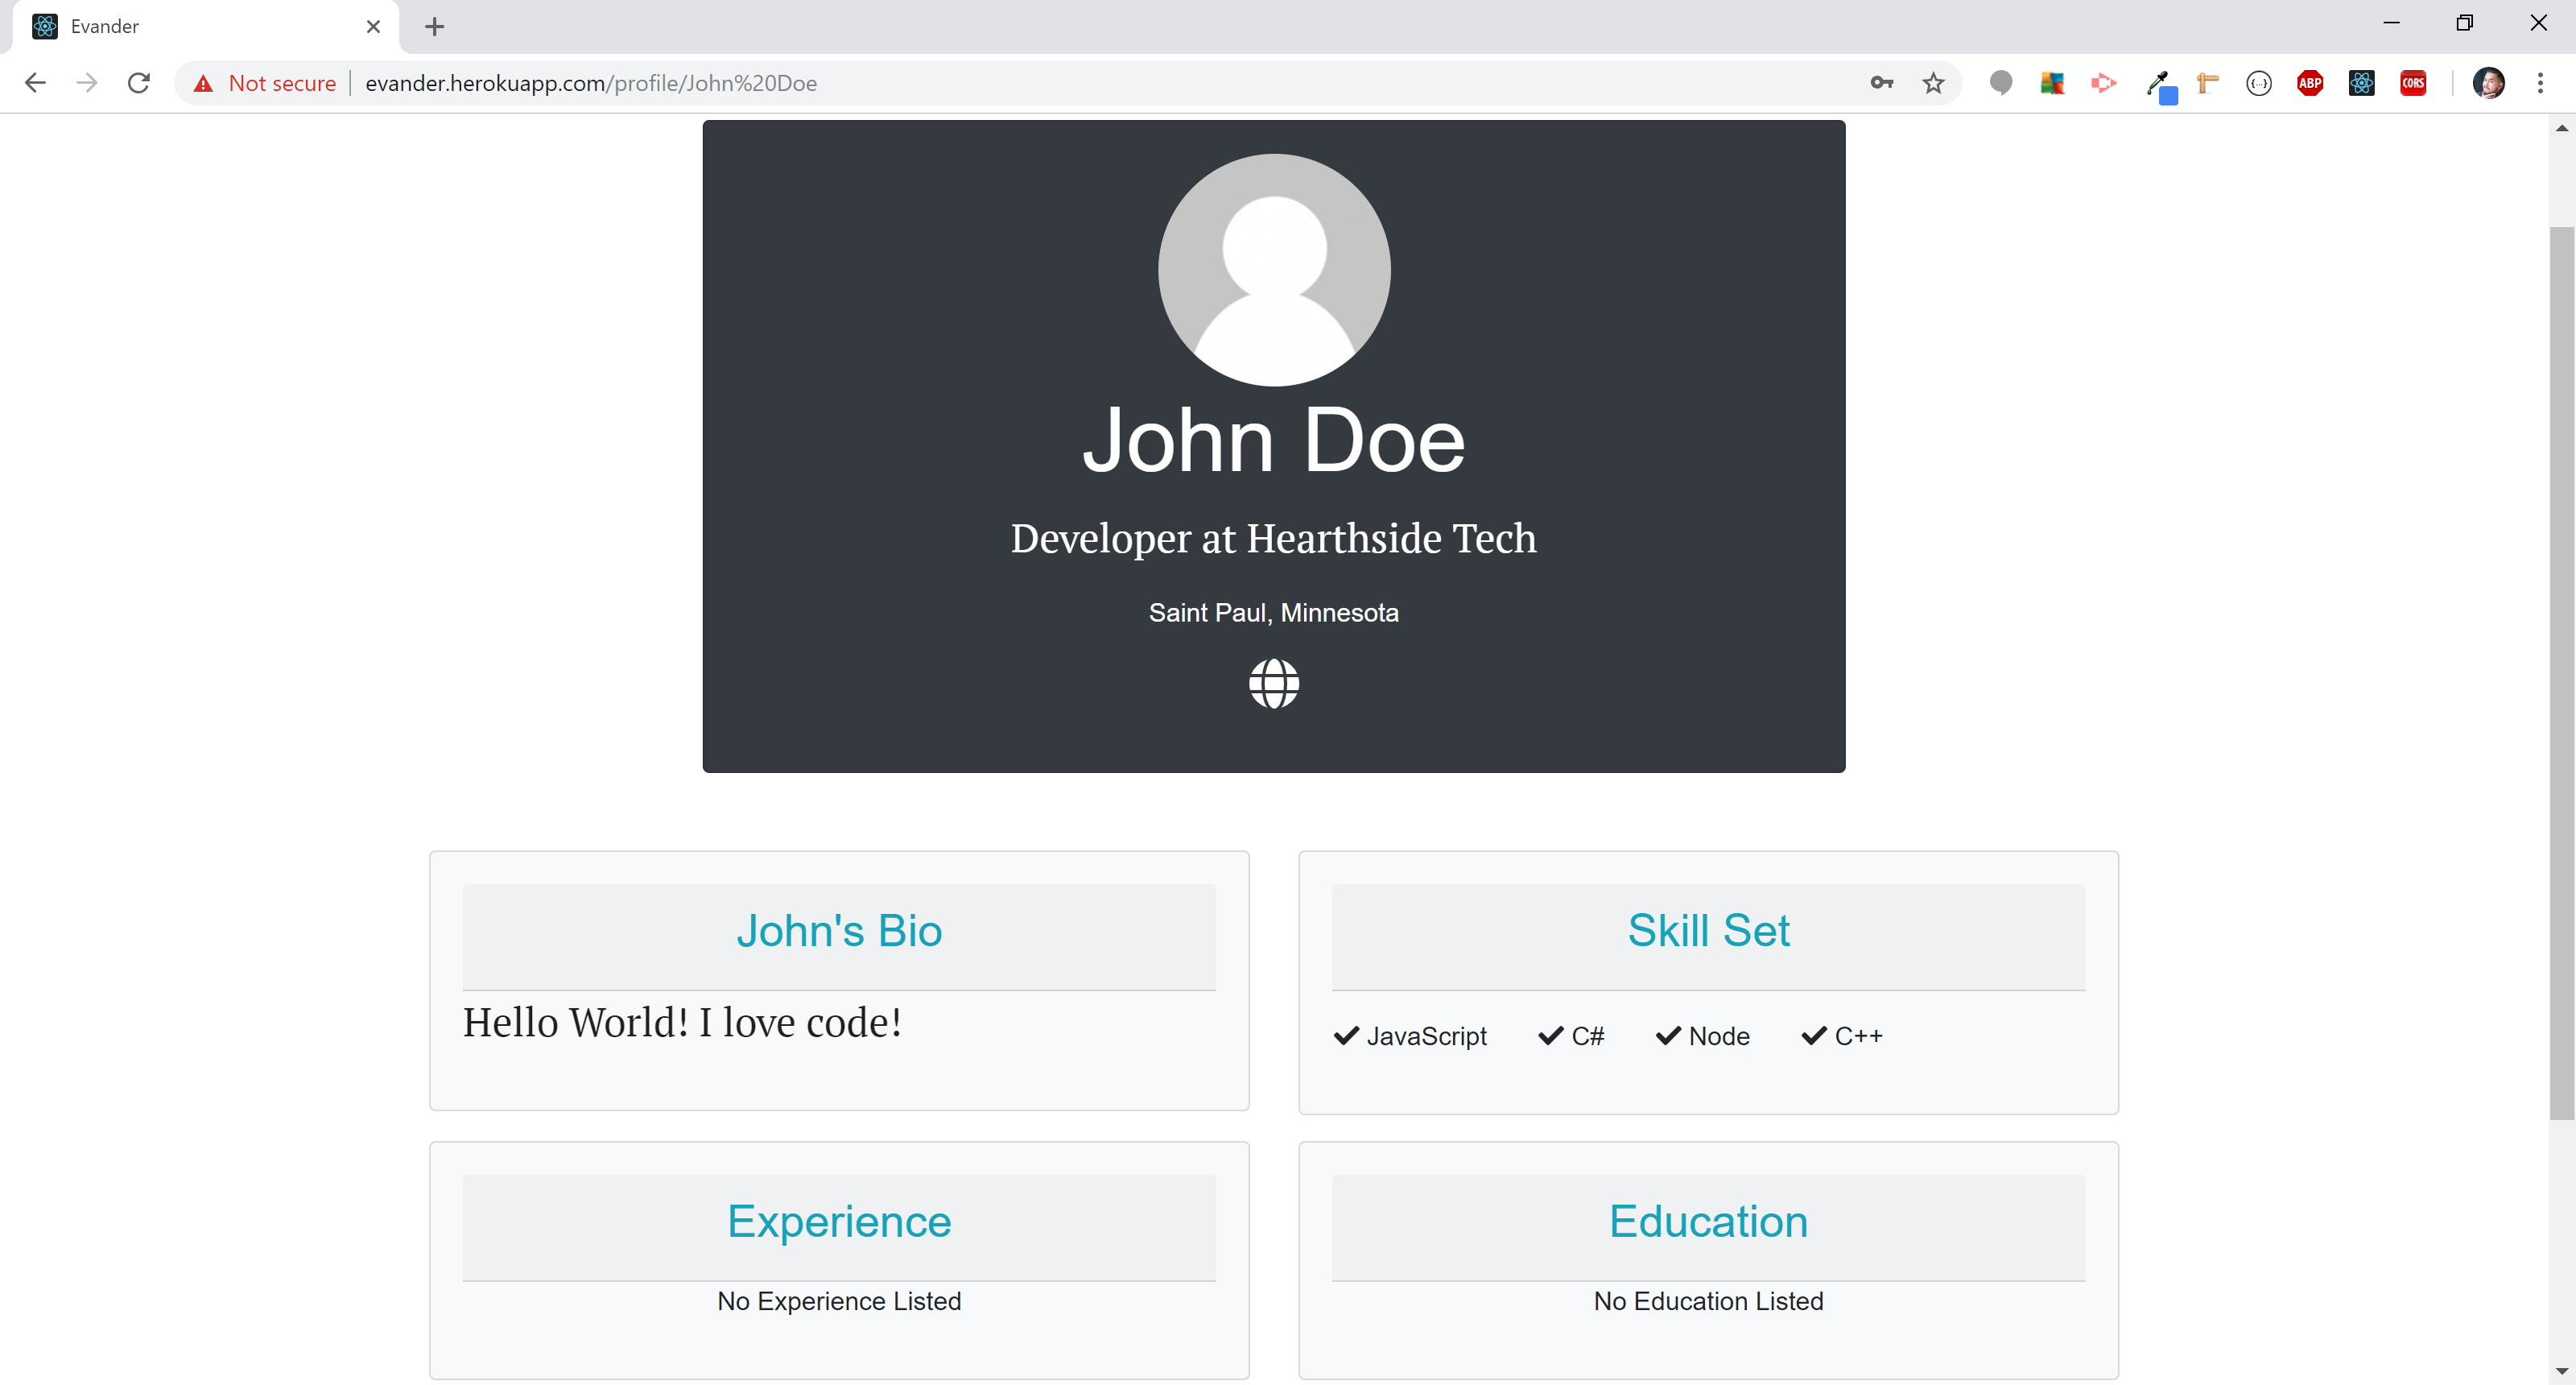 Evander
Not secure
evander.herokuapp.com/profile/John%20Doe
{...}
ABP
CORS
John Doe
Developer at Hearthside Tech
Saint Paul, Minnesota
John's Bio
Hello World! I love code!
Skill Set
JavaScript C# Node C++
Experience
No Experience Listed
Education
No Education Listed